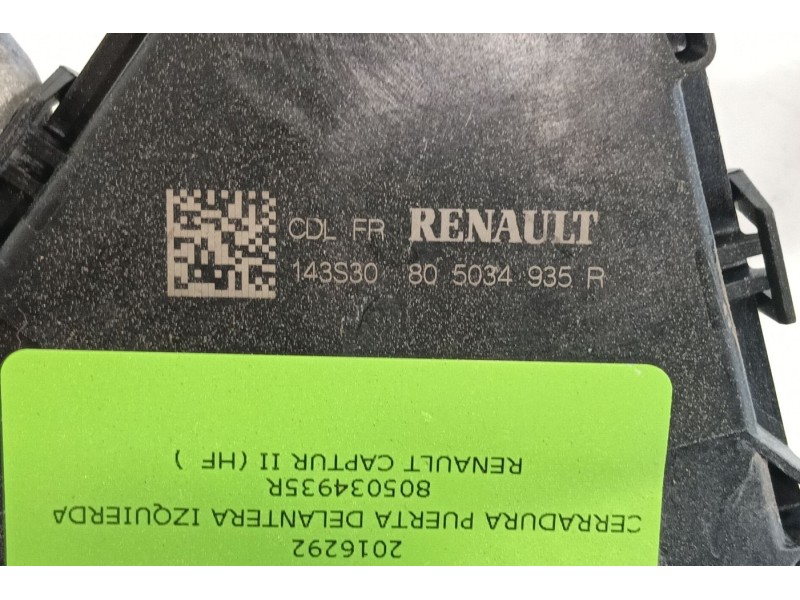 CDL FR RENAULT
143S30 80 5034 935 R
2016292
CERRADURA PUERTA DELANTERA IZQUIERDA
805034935R
RENAULT CAPTUR II (HF )